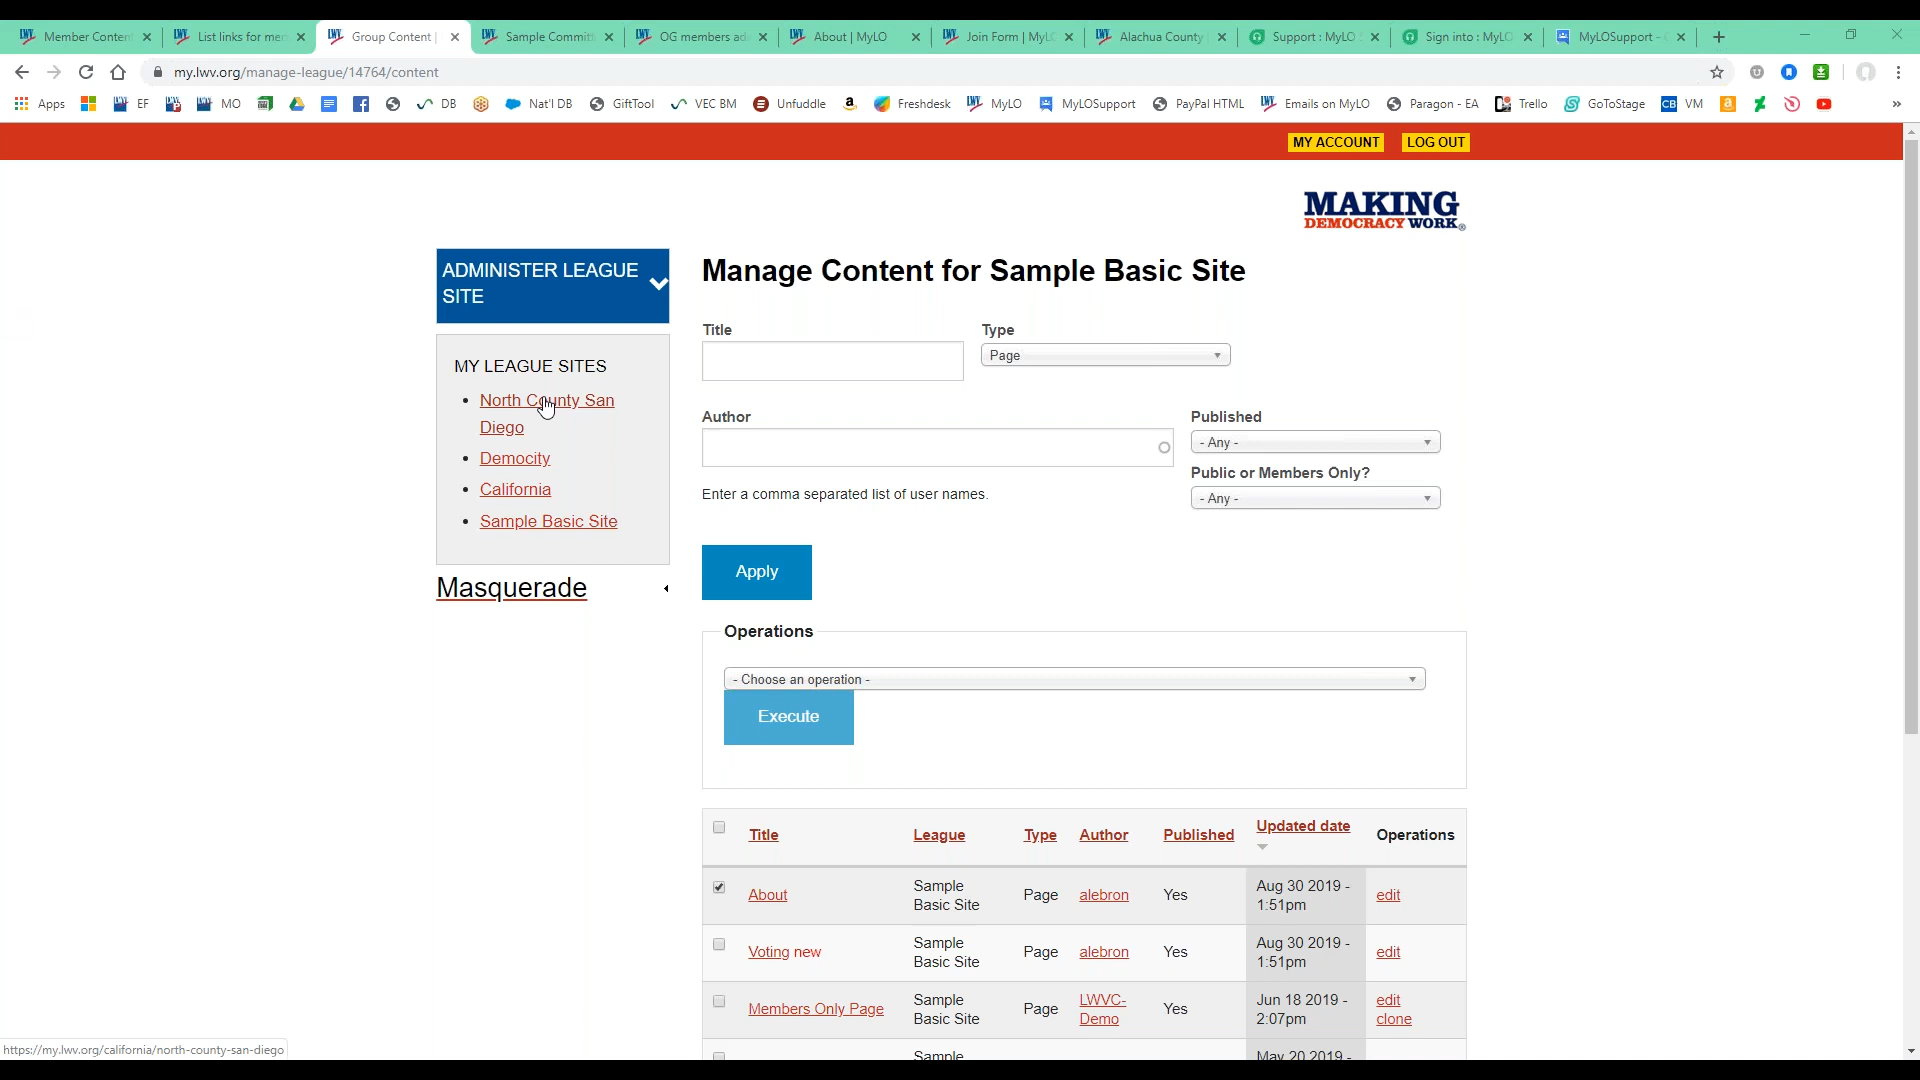 Member Conten
List links for me
Group Content |
Sample Committ
OG members ad
About | MyLO
Join Form | MyL
Alachua County
Support : MyLO
Sign into : MyLO
MyLOSupport -
my.lwv.org/manage-league/14764/content
Apps EF MO DB Nat'l DB GiftTool VEC BM Unfuddle Freshdesk MyLO MyLOSupport PayPal HTML Emails on MyLO Paragon - EA Trello GoToStage VM
MY ACCOUNT LOG OUT
MAKING
DEMOCRACY WORK®
ADMINISTER LEAGUE
SITE
MY LEAGUE SITES
North County San
Diego
Democity
California
Sample Basic Site
Masquerade
Manage Content for Sample Basic Site
Title
Type
Page
Author
Enter a comma separated list of user names.
Published
- Any -
Public or Members Only?
- Any -
Apply
Operations
- Choose an operation -
Execute
Title League Type Author Published Updated date Operations
About Sample Page alebron Yes Aug 30 2019 - edit
Basic Site 1:51pm
Voting new Sample Page alebron Yes Aug 30 2019 - edit
Basic Site 1:51pm
Members Only Page Sample Page LWVC- Yes Jun 18 2019 - edit
Basic Site Demo 2:07pm clone
Sample May 20 2019 -
https://my.lwv.org/california/north-county-san-diego